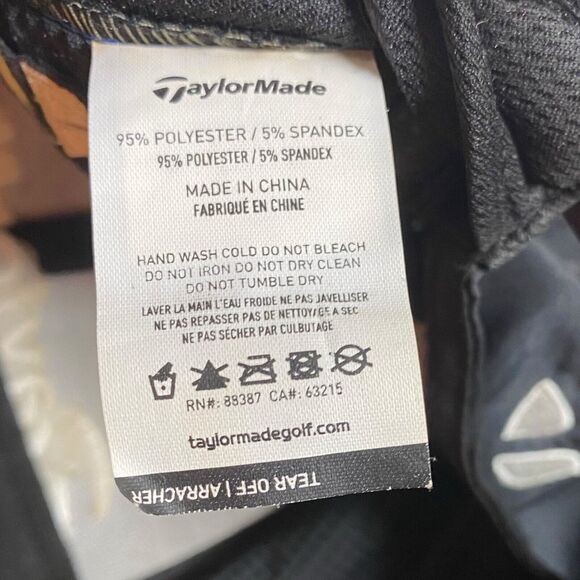 TaylorMade
95% POLYESTER / 5% SPANDEX
95% POLYESTER / 5% SPANDEX
MADE IN CHINA
FABRIQUÉ EN CHINE
HAND WASH COLD DO NOT BLEACH
DO NOT IRON DO NOT DRY CLEAN
DO NOT TUMBLE DRY
LAVER LA MAIN L'EAU FROIDE NE PAS JAVELLISER
NE PAS REPASSER PAS DE NETTOYAGE A SEC
NE PAS SÉCHER PAR CULBUTAGE
RN#: 88387 CA#: 63215
taylormadegolf.com
TEAR OFF | ARRACHER